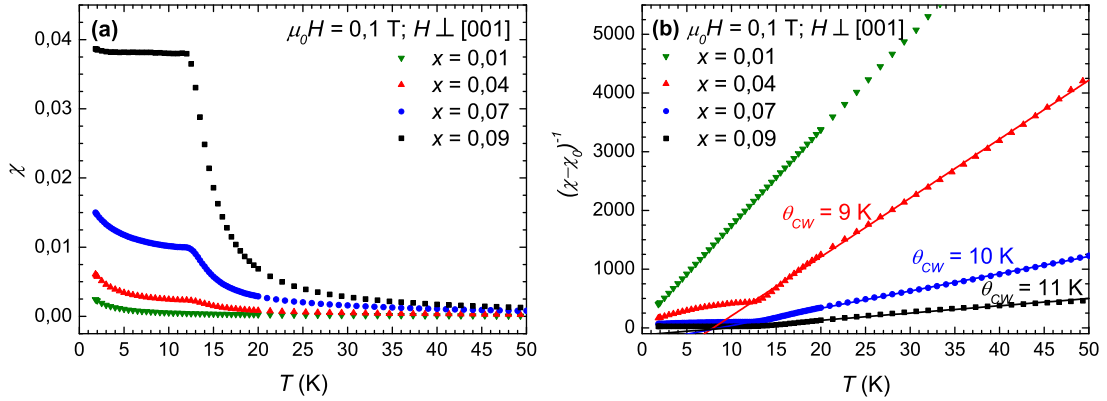 (a)
μ₀H = 0,1 T; H ⊥ [001]
x = 0,01
x = 0,04
x = 0,07
x = 0,09
0,04
0,03
0,02
0,01
0,00
χ
0 5 10 15 20 25 30 35 40 45 50
T (K)
(b)
μ₀H = 0,1 T; H ⊥ [001]
x = 0,01
x = 0,04
x = 0,07
x = 0,09
5000
4000
3000
2000
1000
0
(χ−χ₀)⁻¹
θCW = 9 K
θCW = 10 K
θCW = 11 K
0 5 10 15 20 25 30 35 40 45 50
T (K)